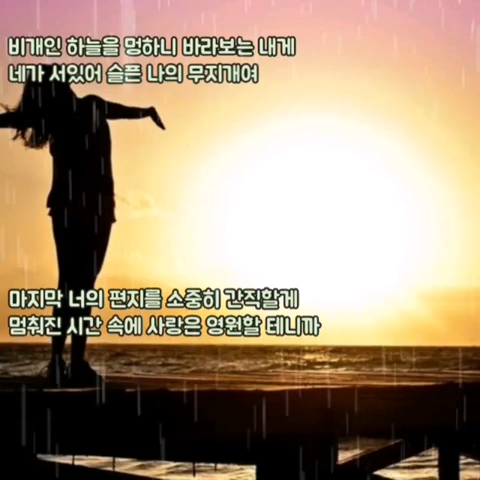 비개인 하늘을 멍하니 바라보는 내게
네가 서있어 슬픈 나의 무지개여
마지막 너의 편지를 소중히 간직할게
멈춰진 시간 속에 사랑은 영원할 테니까